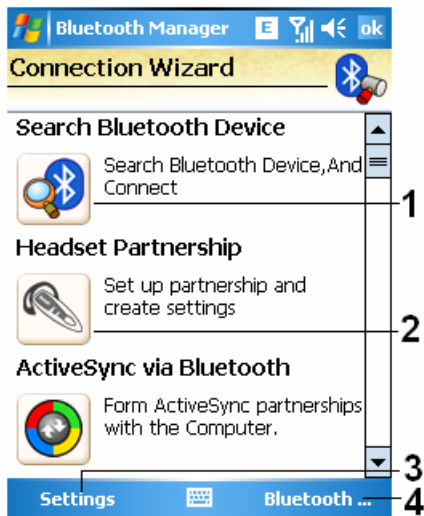 Bluetooth Manager E ok
Connection Wizard
Search Bluetooth Device
Search Bluetooth Device,And
Connect
1
Headset Partnership
Set up partnership and
create settings
2
ActiveSync via Bluetooth
Form ActiveSync partnerships
with the Computer.
3
Settings Bluetooth ...
4